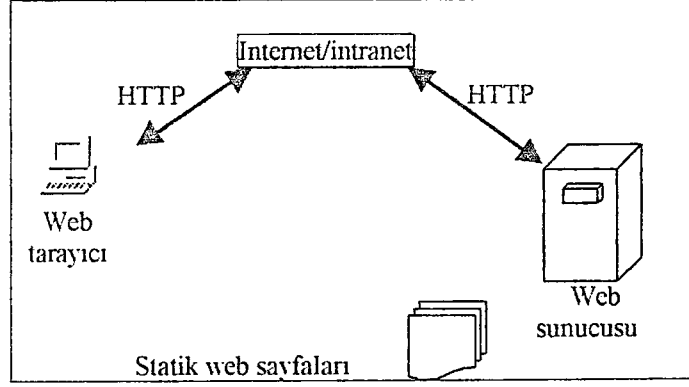 Internet/intranet
HTTP
HTTP
Web
tarayıcı
Web
sunucusu
Statik web sayfaları